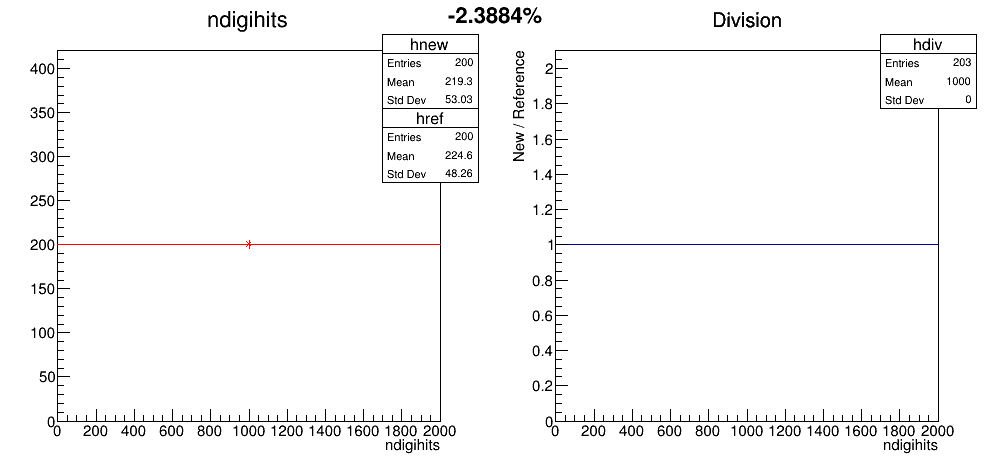 -2.3884%
ndigihits
hnew
Entries 200
Mean 219.3
Std Dev 53.03
href
Entries 200
Mean 224.6
Std Dev 48.26
400
350
300
250
200
150
100
50
0
0 200 400 600 800 1000 1200 1400 1600 1800 2000
ndigihits
Division
hdiv
Entries 203
Mean 1000
Std Dev 0
New / Reference
2
1.8
1.6
1.4
1.2
1
0.8
0.6
0.4
0.2
0
0 200 400 600 800 1000 1200 1400 1600 1800 2000
ndigihits